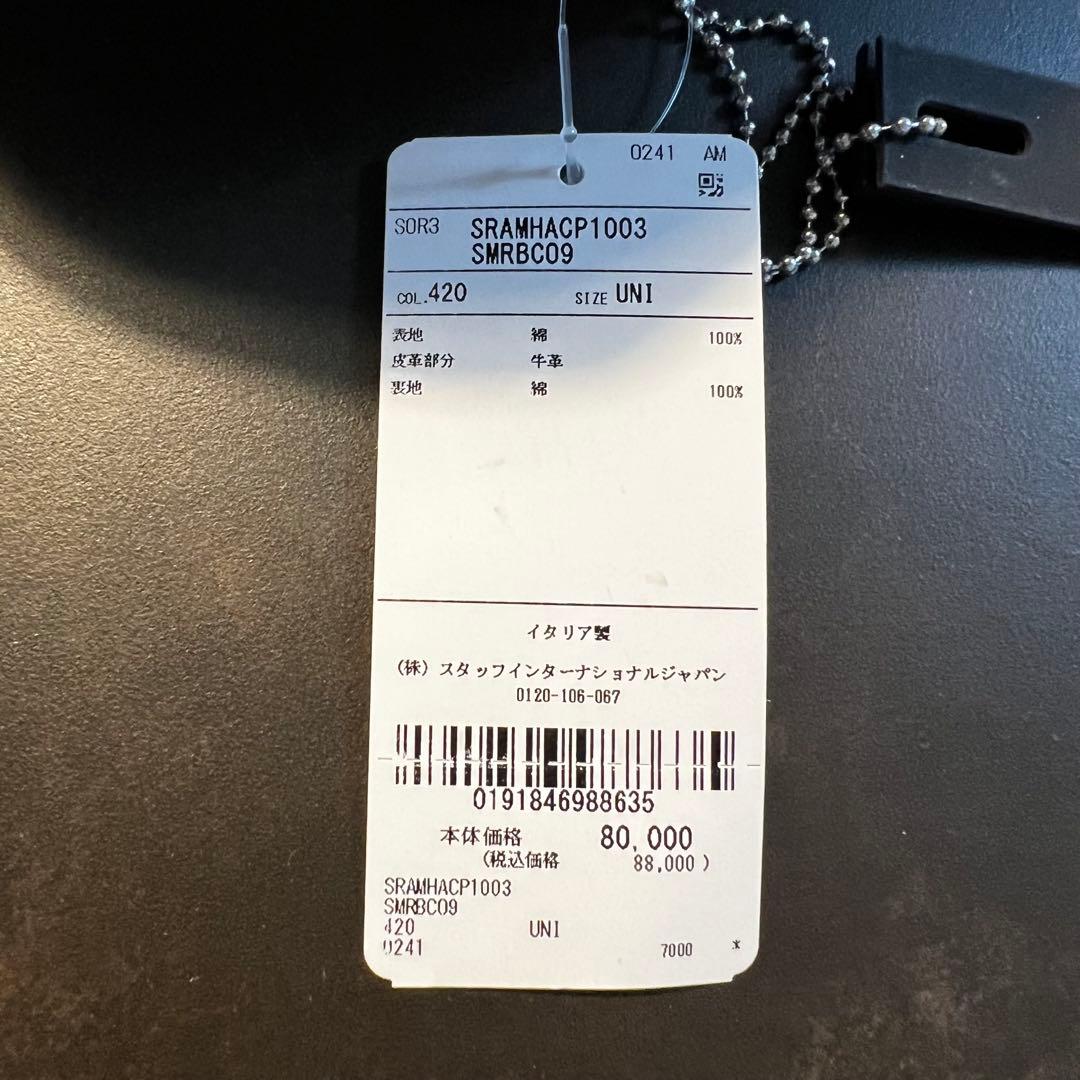 0241 AM
SOR3 SRAMHACP1003
SMRBC09
COL.420 SIZE UNI
表地 綿 100%
皮革部分 牛革
裏地 綿 100%
イタリア製
(株)スタッフインターナショナルジャパン
0120-106-067
0191846988635
本体価格 80,000
(税込価格 88,000)
SRAMHACP1003
SMRBC09
420 UNI
0241 7000 *